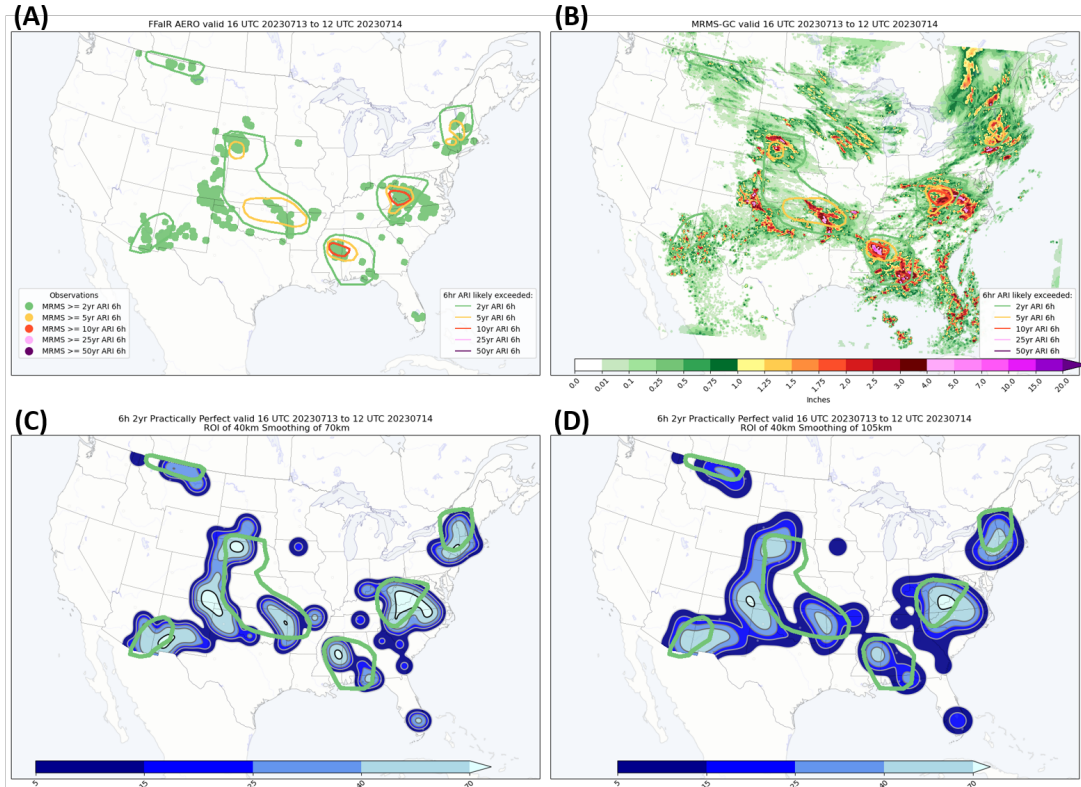 (A)
FFaIR AERO valid 16 UTC 20230713 to 12 UTC 20230714
Observations
MRMS >= 2yr ARI 6h
MRMS >= 5yr ARI 6h
MRMS >= 10yr ARI 6h
MRMS >= 25yr ARI 6h
MRMS >= 50yr ARI 6h
6hr ARI likely exceeded:
2yr ARI 6h
5yr ARI 6h
10yr ARI 6h
25yr ARI 6h
50yr ARI 6h
(B)
MRMS-GC valid 16 UTC 20230713 to 12 UTC 20230714
6hr ARI likely exceeded:
2yr ARI 6h
5yr ARI 6h
10yr ARI 6h
25yr ARI 6h
50yr ARI 6h
0.0 0.01 0.1 0.25 0.5 0.75 1.0 1.25 1.5 1.75 2.0 2.5 3.0 4.0 5.0 7.0 10.0 15.0 20.0
inches
(C)
6h 2yr Practically Perfect valid 16 UTC 20230713 to 12 UTC 20230714
ROI of 40km Smoothing of 70km
5 15 25 40 70
(D)
6h 2yr Practically Perfect valid 16 UTC 20230713 to 12 UTC 20230714
ROI of 40km Smoothing of 105km
5 15 25 40 70